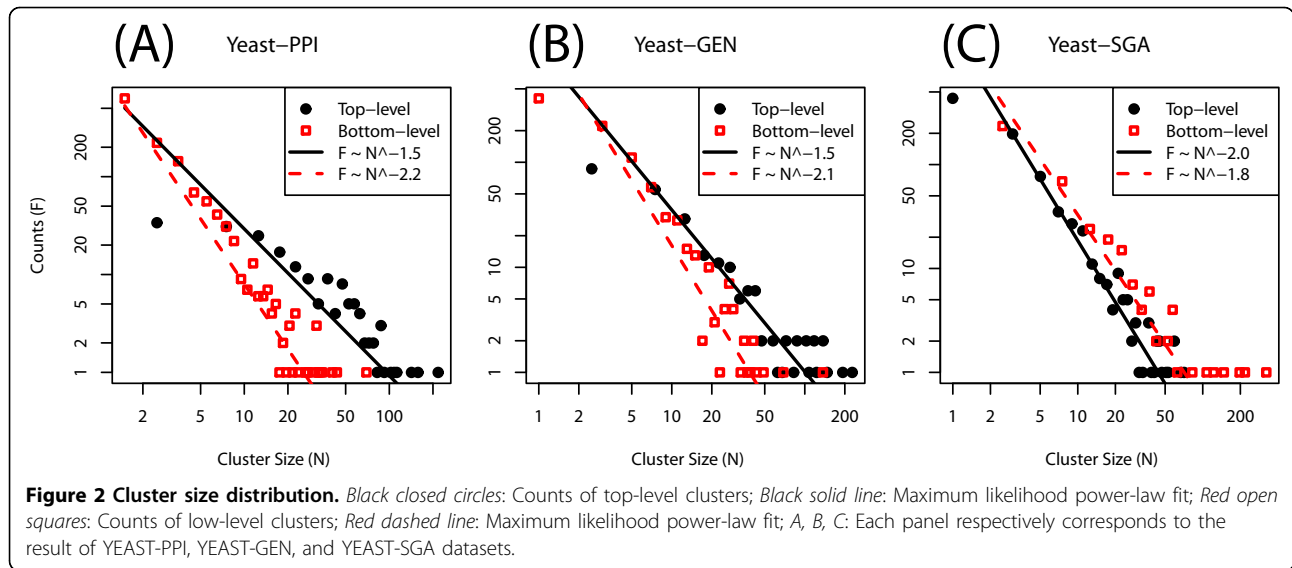 (A) Yeast–PPI
(B) Yeast–GEN
(C) Yeast–SGA
Counts (F)
200
50
20
10
5
2
1
Top–level
Bottom–level
F ~ N^–1.5
F ~ N^–2.2
2 5 10 20 50 100
Cluster Size (N)
200
50
20
10
5
2
1
Top–level
Bottom–level
F ~ N^–1.5
F ~ N^–2.1
1 2 5 10 20 50 200
Cluster Size (N)
200
50
10
5
2
1
Top–level
Bottom–level
F ~ N^–2.0
F ~ N^–1.8
1 2 5 10 20 50 200
Cluster Size (N)
Figure 2 Cluster size distribution. Black closed circles: Counts of top-level clusters; Black solid line: Maximum likelihood power-law fit; Red open
squares: Counts of low-level clusters; Red dashed line: Maximum likelihood power-law fit; A, B, C: Each panel respectively corresponds to the
result of YEAST-PPI, YEAST-GEN, and YEAST-SGA datasets.